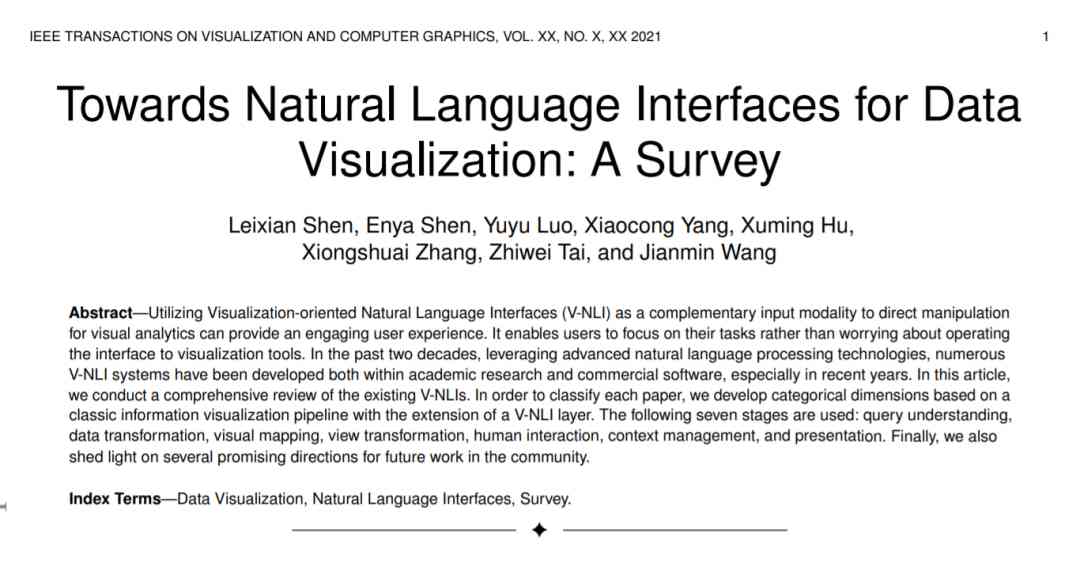 IEEE TRANSACTIONS ON VISUALIZATION AND COMPUTER GRAPHICS, VOL. XX, NO. X, XX 2021 1
Towards Natural Language Interfaces for Data
Visualization: A Survey
Leixian Shen, Enya Shen, Yuyu Luo, Xiaocong Yang, Xuming Hu,
Xiongshuai Zhang, Zhiwei Tai, and Jianmin Wang
Abstract—Utilizing Visualization-oriented Natural Language Interfaces (V-NLI) as a complementary input modality to direct manipulation
for visual analytics can provide an engaging user experience. It enables users to focus on their tasks rather than worrying about operating
the interface to visualization tools. In the past two decades, leveraging advanced natural language processing technologies, numerous
V-NLI systems have been developed both within academic research and commercial software, especially in recent years. In this article,
we conduct a comprehensive review of the existing V-NLIs. In order to classify each paper, we develop categorical dimensions based on a
classic information visualization pipeline with the extension of a V-NLI layer. The following seven stages are used: query understanding,
data transformation, visual mapping, view transformation, human interaction, context management, and presentation. Finally, we also
shed light on several promising directions for future work in the community.
Index Terms—Data Visualization, Natural Language Interfaces, Survey.